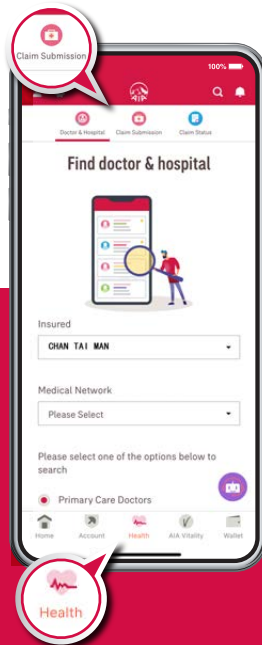 Claim Submission
100%
AIA
Doctor & Hospital
Claim Submission
Claim Status
Find doctor & hospital
Insured
CHAN TAI MAN
Medical Network
Please Select
Please select one of the options below to
search
Primary Care Doctors
Home
Account
Health
AIA Vitality
Wallet
Health